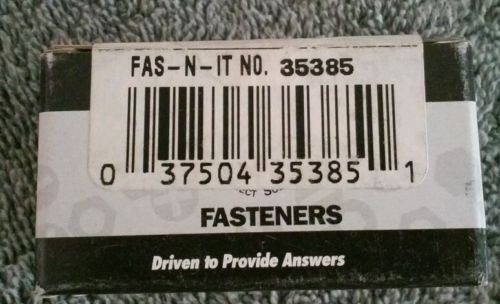 FAS-N-IT NO. 35385
0 37504 35385 1
FASTENERS
Driven to Provide Answers